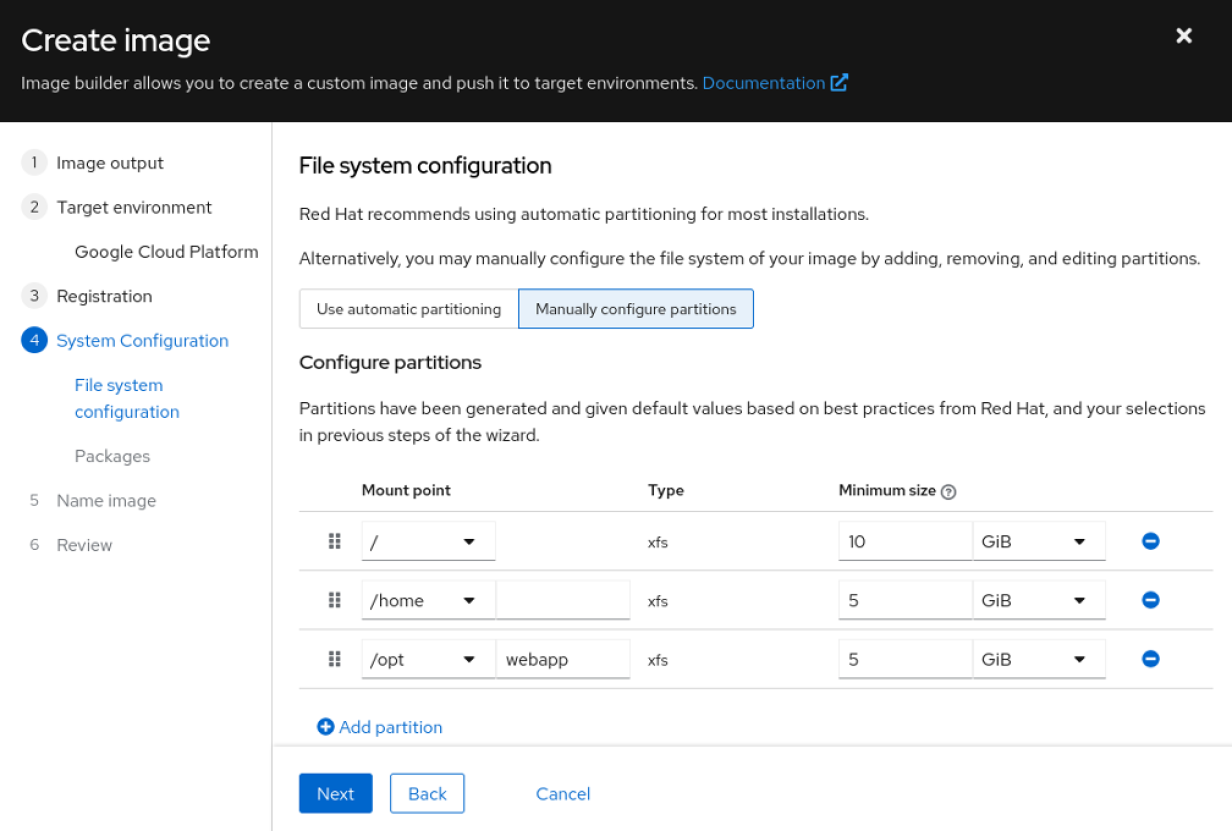 Create image
Image builder allows you to create a custom image and push it to target environments. Documentation
1 Image output
2 Target environment
Google Cloud Platform
3 Registration
4 System Configuration
File system
configuration
Packages
5 Name image
6 Review
File system configuration
Red Hat recommends using automatic partitioning for most installations.
Alternatively, you may manually configure the file system of your image by adding, removing, and editing partitions.
Use automatic partitioning Manually configure partitions
Configure partitions
Partitions have been generated and given default values based on best practices from Red Hat, and your selections
in previous steps of the wizard.
Mount point Type Minimum size ?
/ xfs 10 GiB
/home xfs 5 GiB
/opt webapp xfs 5 GiB
Add partition
Next Back Cancel